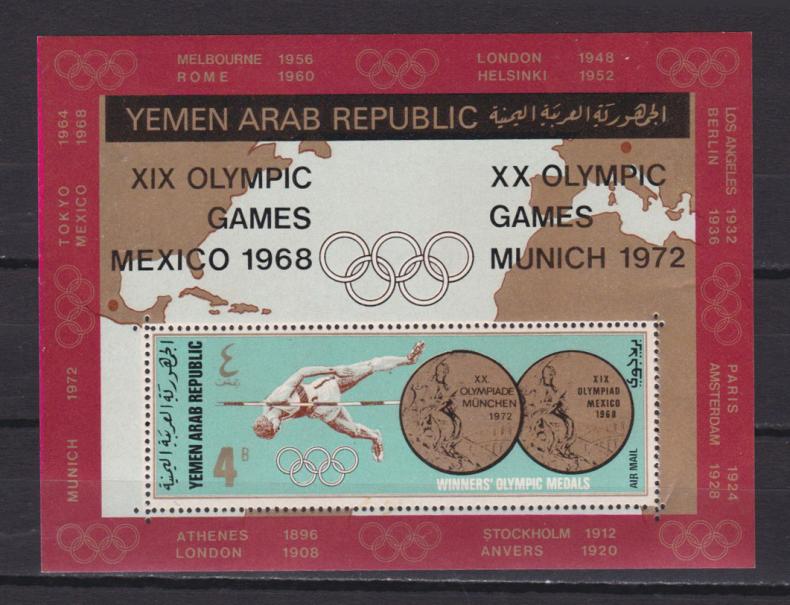 MELBOURNE 1956
ROME 1960
LONDON 1948
HELSINKI 1952
TOKYO 1964
MEXICO 1968
LOS ANGELES 1932
BERLIN 1936
YEMEN ARAB REPUBLIC الجمهورية العربية اليمنية
XIX OLYMPIC
GAMES
MEXICO 1968
XX OLYMPIC
GAMES
MUNICH 1972
الجمهورية العربية اليمنية
YEMEN ARAB REPUBLIC
٤
4 B
XX.
OLYMPIADE
MÜNCHEN
1972
XIX
OLYMPIAD
MEXICO
1968
بريد جوي
AIR MAIL
WINNERS' OLYMPIC MEDALS
MUNICH 1972
PARIS 1924
AMSTERDAM 1928
ATHENES 1896
LONDON 1908
STOCKHOLM 1912
ANVERS 1920